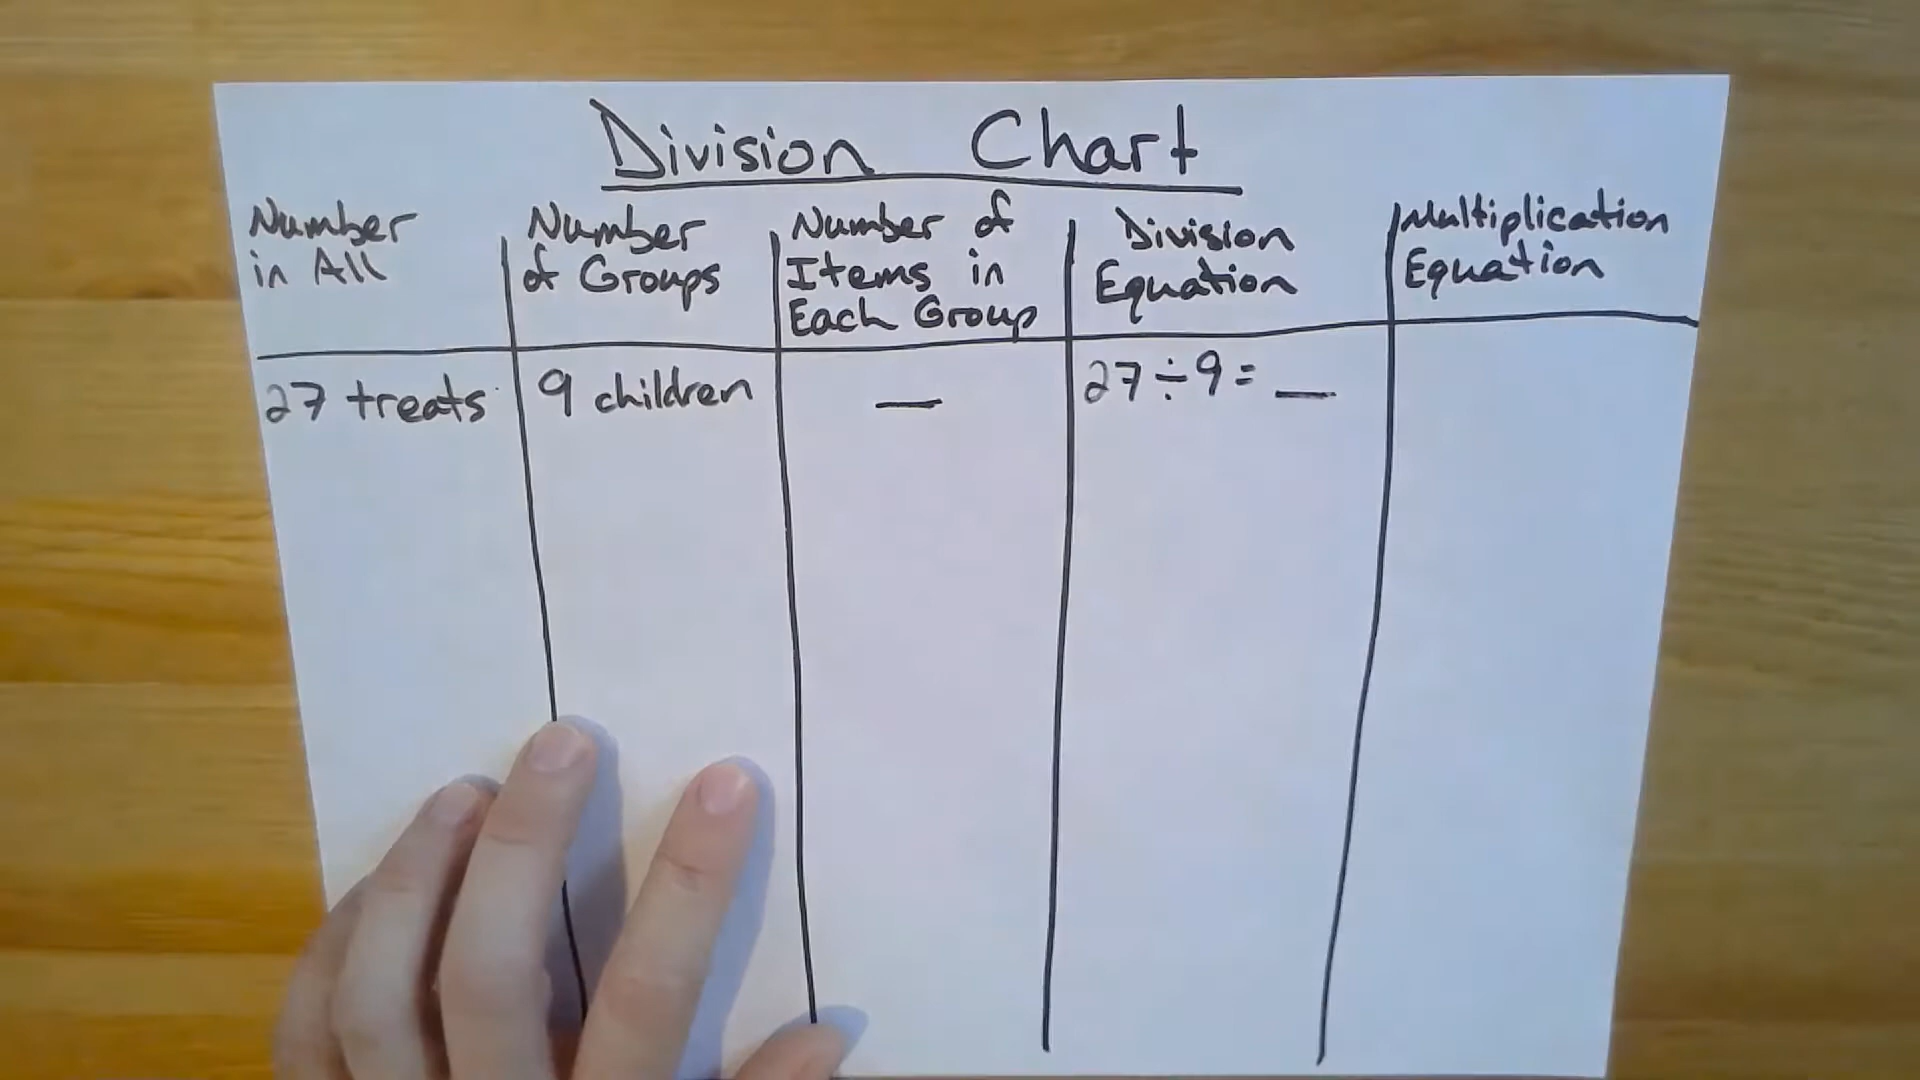 Division Chart
Number
in All
Number
of Groups
Number of
Items in
Each Group
Division
Equation
Multiplication
Equation
27 treats
9 children
__
27 ÷ 9 = __